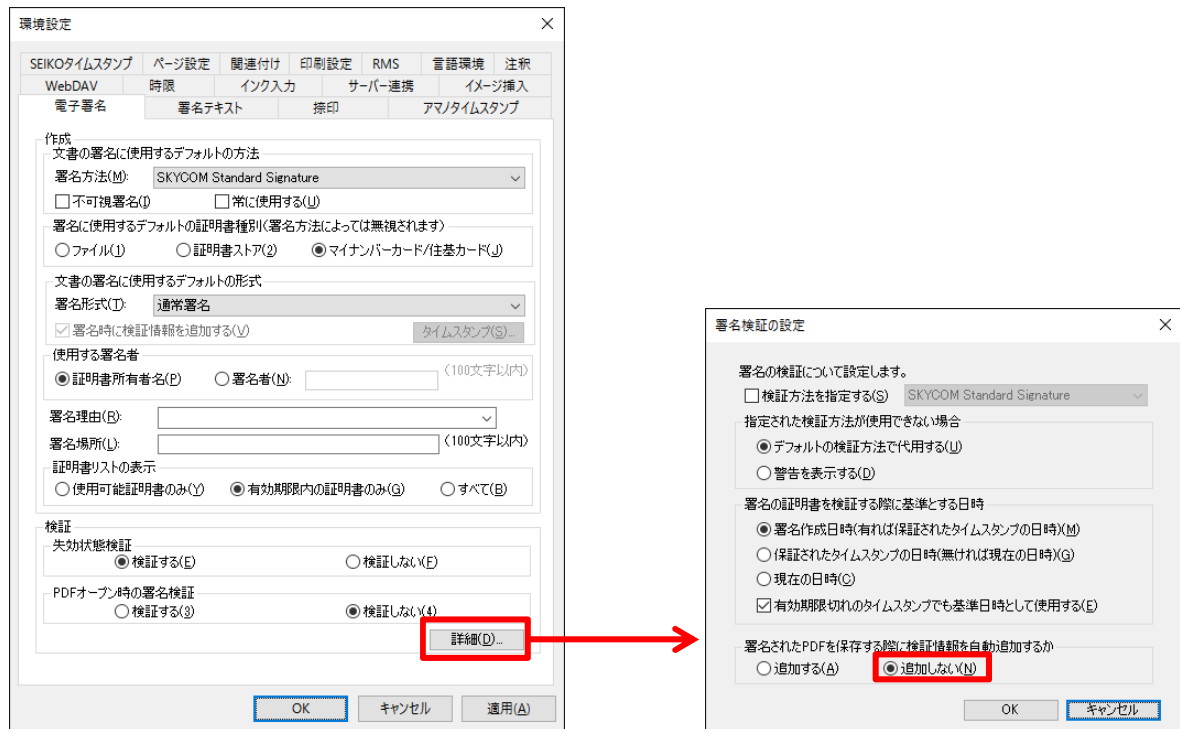 環境設定
SEIKOタイムスタンプ ページ設定 関連付け 印刷設定 RMS 言語環境 注釈
WebDAV 時限 インク入力 サーバー連携 イメージ挿入
電子署名 署名テキスト 捺印 アマノタイムスタンプ
作成
文書の署名に使用するデフォルトの方法
署名方法(M): SKYCOM Standard Signature
不可視署名(I) 常に使用する(U)
署名に使用するデフォルトの証明書種別(署名方法によっては無視されます)
ファイル(1) 証明書ストア(2) マイナンバーカード/住基カード(J)
文書の署名に使用するデフォルトの形式
署名形式(T): 通常署名
署名時に検証情報を追加する(V) タイムスタンプ(S)...
使用する署名者
証明書所有者名(P) 署名者(N): (100文字以内)
署名理由(R):
署名場所(L): (100文字以内)
証明書リストの表示
使用可能証明書のみ(Y) 有効期限内の証明書のみ(G) すべて(B)
検証
失効状態検証
検証する(E) 検証しない(F)
PDFオープン時の署名検証
検証する(3) 検証しない(4)
詳細(D)...
OK キャンセル 適用(A)
署名検証の設定
署名の検証について設定します。
検証方法を指定する(S) SKYCOM Standard Signature
指定された検証方法が使用できない場合
デフォルトの検証方法で代用する(U)
警告を表示する(D)
署名の証明書を検証する際に基準とする日時
署名作成日時(有れば保証されたタイムスタンプの日時)(M)
保証されたタイムスタンプの日時(無ければ現在の日時)(G)
現在の日時(C)
有効期限切れのタイムスタンプでも基準日時として使用する(E)
署名されたPDFを保存する際に検証情報を自動追加するか
追加する(A) 追加しない(N)
OK キャンセル